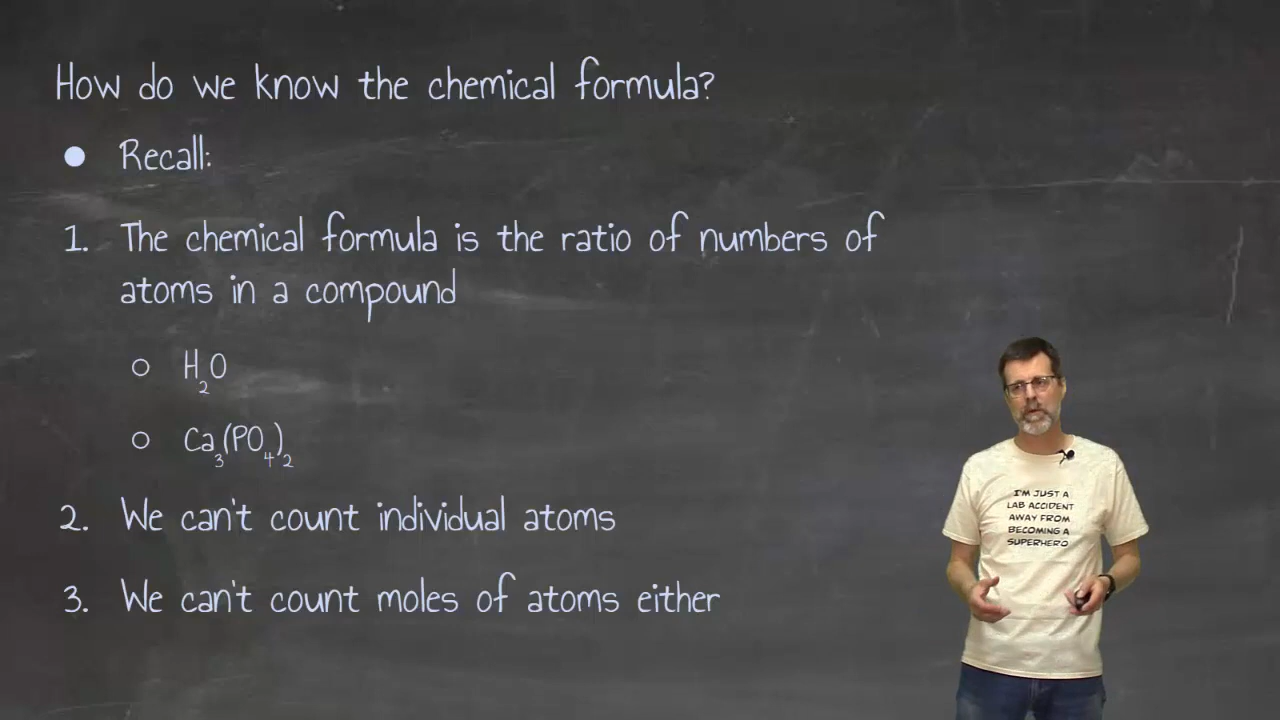 How do we know the chemical formula?
● Recall:
1. The chemical formula is the ratio of numbers of
atoms in a compound
○ H₂O
○ Ca₃(PO₄)₂
2. We can't count individual atoms
3. We can't count moles of atoms either
I'M JUST A
LAB ACCIDENT
AWAY FROM
BECOMING A
SUPERHERO